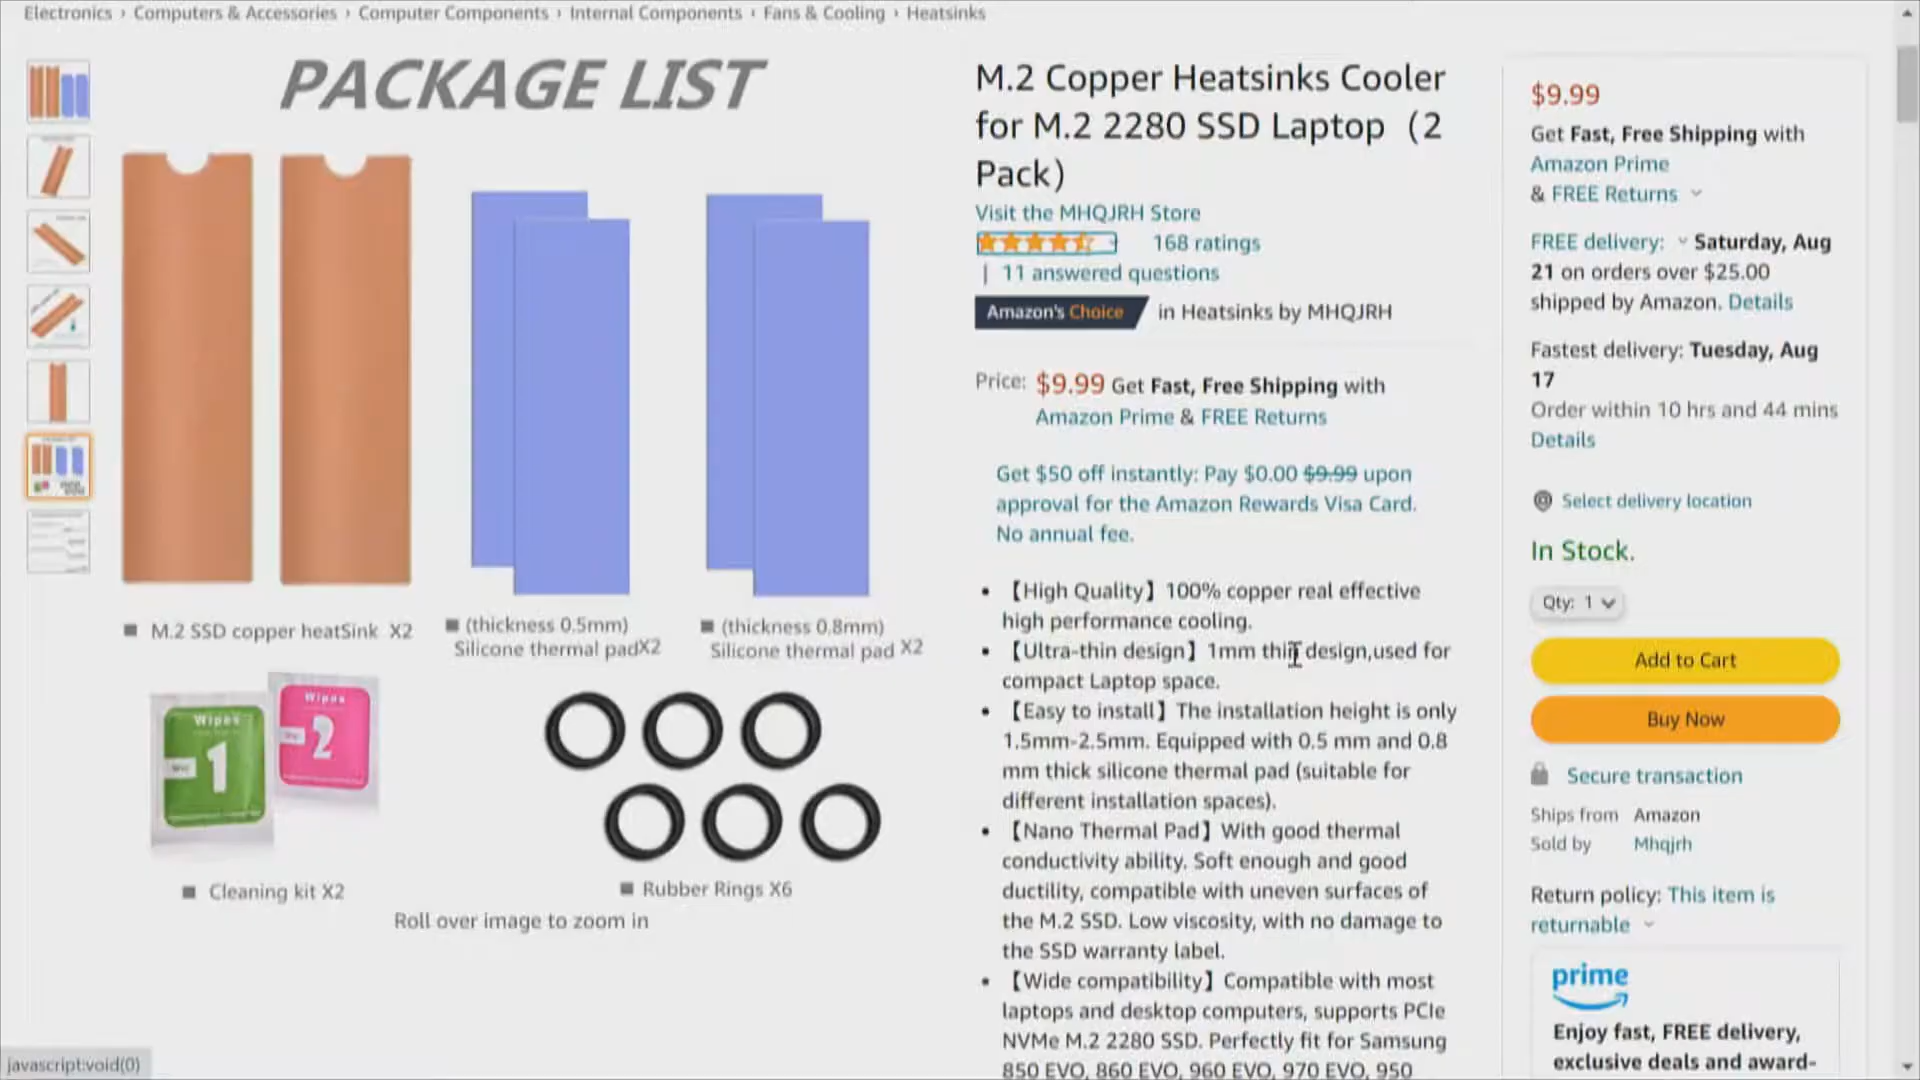 Electronics › Computers & Accessories › Computer Components › Internal Components › Fans & Cooling › Heatsinks
PACKAGE LIST
M.2 SSD copper heatSink X2
(thickness 0.5mm)
Silicone thermal padX2
(thickness 0.8mm)
Silicone thermal pad X2
Wipes
1
Wipes
2
Cleaning kit X2
Rubber Rings X6
Roll over image to zoom in
M.2 Copper Heatsinks Cooler
for M.2 2280 SSD Laptop（2
Pack)
Visit the MHQJRH Store
168 ratings
| 11 answered questions
Amazon's Choice in Heatsinks by MHQJRH
Price: $9.99 Get Fast, Free Shipping with
Amazon Prime & FREE Returns
Get $50 off instantly: Pay $0.00 $9.99 upon
approval for the Amazon Rewards Visa Card.
No annual fee.
• 【High Quality】100% copper real effective
high performance cooling.
• 【Ultra-thin design】1mm thin design,used for
compact Laptop space.
• 【Easy to install】The installation height is only
1.5mm-2.5mm. Equipped with 0.5 mm and 0.8
mm thick silicone thermal pad (suitable for
different installation spaces).
• 【Nano Thermal Pad】With good thermal
conductivity ability. Soft enough and good
ductility, compatible with uneven surfaces of
the M.2 SSD. Low viscosity, with no damage to
the SSD warranty label.
• 【Wide compatibility】Compatible with most
laptops and desktop computers, supports PCIe
NVMe M.2 2280 SSD. Perfectly fit for Samsung
850 EVO, 860 EVO, 960 EVO, 970 EVO, 950
$9.99
Get Fast, Free Shipping with
Amazon Prime
& FREE Returns
FREE delivery: Saturday, Aug
21 on orders over $25.00
shipped by Amazon. Details
Fastest delivery: Tuesday, Aug
17
Order within 10 hrs and 44 mins
Details
Select delivery location
In Stock.
Qty: 1
Add to Cart
Buy Now
Secure transaction
Ships from Amazon
Sold by Mhqjrh
Return policy: This item is
returnable
prime
Enjoy fast, FREE delivery,
exclusive deals and award-
javascript:void(0)